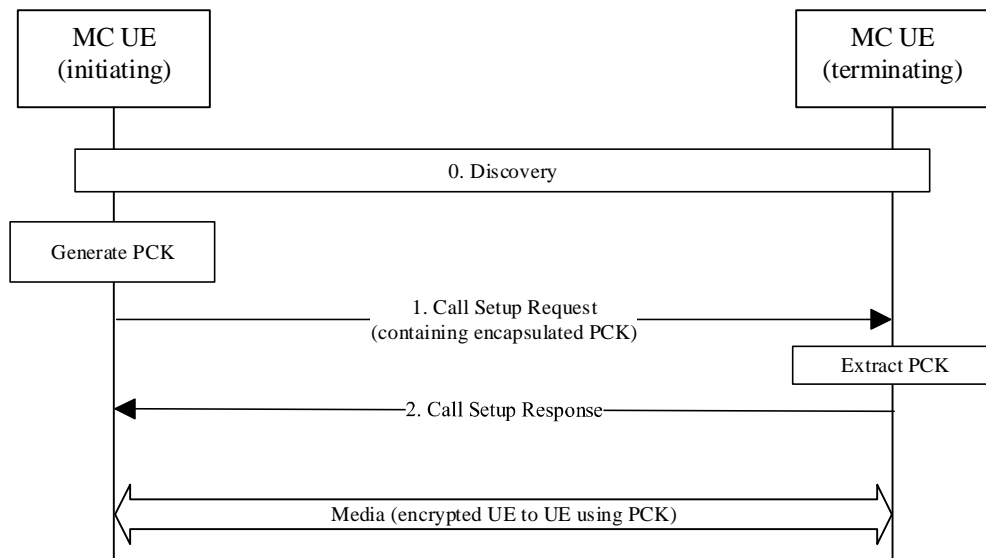 MC UE
(initiating)
MC UE
(terminating)
0. Discovery
Generate PCK
1. Call Setup Request
(containing encapsulated PCK)
Extract PCK
2. Call Setup Response
Media (encrypted UE to UE using PCK)